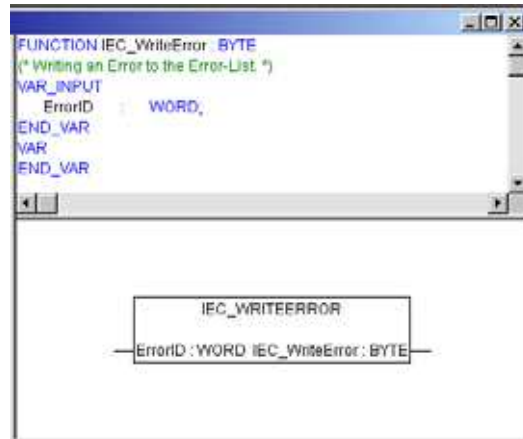 FUNCTION IEC_WriteError : BYTE
(* Writing an Error to the Error-List. *)
VAR_INPUT
ErrorID : WORD;
END_VAR
VAR
END_VAR
IEC_WRITEERROR
ErrorID : WORD IEC_WriteError : BYTE